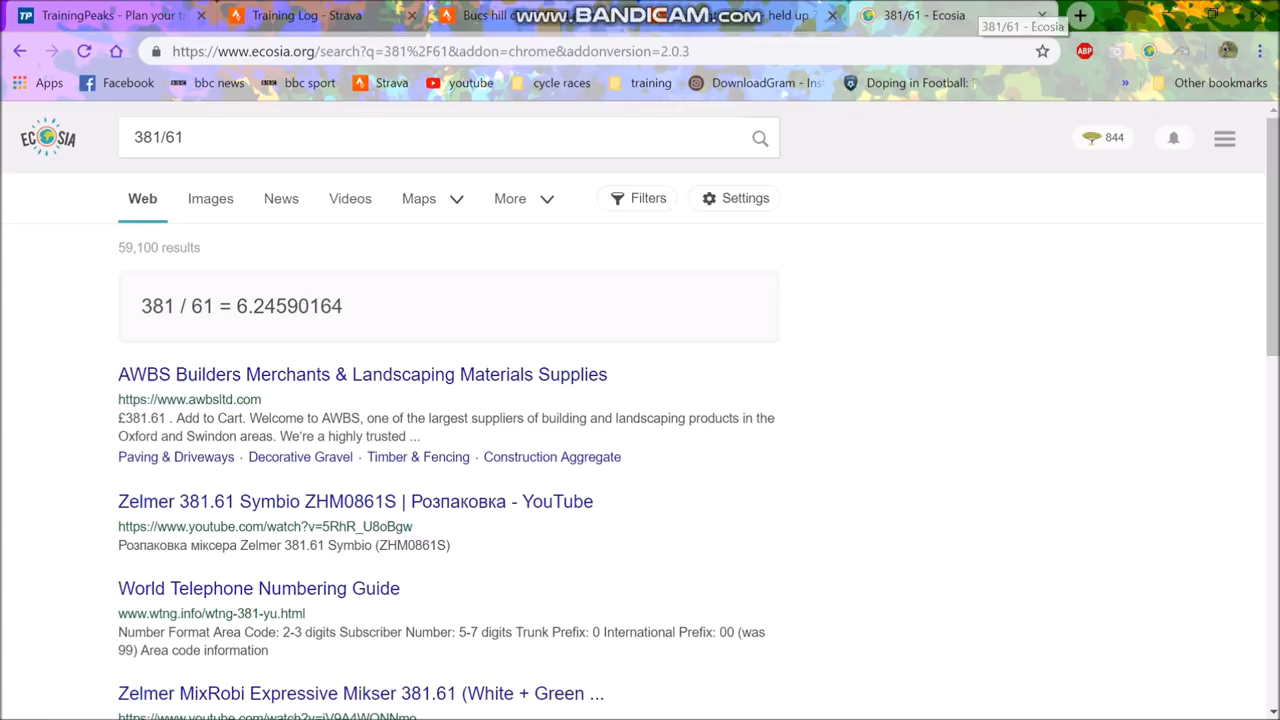 TrainingPeaks - Plan your t
Training Log - Strava
Bucs hill c
www.BANDICAM.com
- held up
381/61 - Ecosia
381/61 - Ecosia
https://www.ecosia.org/search?q=381%2F61&addon=chrome&addonversion=2.0.3
ABP
Apps
Facebook
bbc news
bbc sport
Strava
youtube
cycle races
training
DownloadGram - Inst
Doping in Football:
»
Other bookmarks
ECOSIA
381/61
844
Web
Images
News
Videos
Maps
More
Filters
Settings
59,100 results
381 / 61 = 6.24590164
AWBS Builders Merchants & Landscaping Materials Supplies
https://www.awbsltd.com
£381.61 . Add to Cart. Welcome to AWBS, one of the largest suppliers of building and landscaping products in the
Oxford and Swindon areas. We're a highly trusted ...
Paving & Driveways · Decorative Gravel · Timber & Fencing · Construction Aggregate
Zelmer 381.61 Symbio ZHM0861S | Розпаковка - YouTube
https://www.youtube.com/watch?v=5RhR_U8oBgw
Розпаковка міксера Zelmer 381.61 Symbio (ZHM0861S)
World Telephone Numbering Guide
www.wtng.info/wtng-381-yu.html
Number Format Area Code: 2-3 digits Subscriber Number: 5-7 digits Trunk Prefix: 0 International Prefix: 00 (was
99) Area code information
Zelmer MixRobi Expressive Mikser 381.61 (White + Green ...